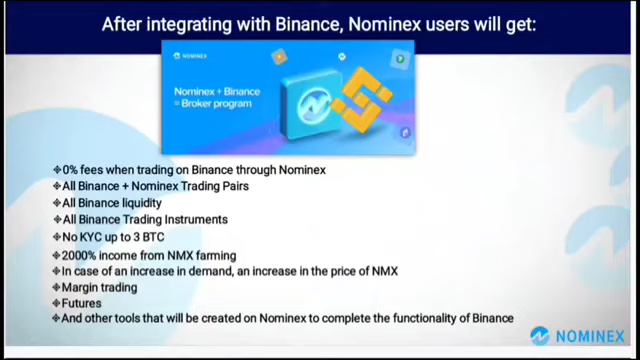 After integrating with Binance, Nominex users will get:
NOMINEX
Nominex + Binance
= Broker program
❖0% fees when trading on Binance through Nominex
❖All Binance + Nominex Trading Pairs
❖All Binance liquidity
❖All Binance Trading Instruments
❖No KYC up to 3 BTC
❖2000% income from NMX farming
❖In case of an increase in demand, an increase in the price of NMX
❖Margin trading
❖Futures
❖And other tools that will be created on Nominex to complete the functionality of Binance
NOMINEX